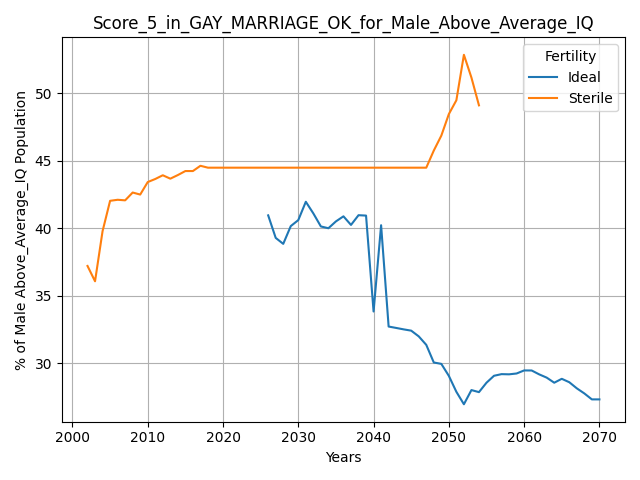 Score_5_in_GAY_MARRIAGE_OK_for_Male_Above_Average_IQ
% of Male Above_Average_IQ Population
50
45
40
35
30
Fertility
Ideal
Sterile
2000 2010 2020 2030 2040 2050 2060 2070
Years